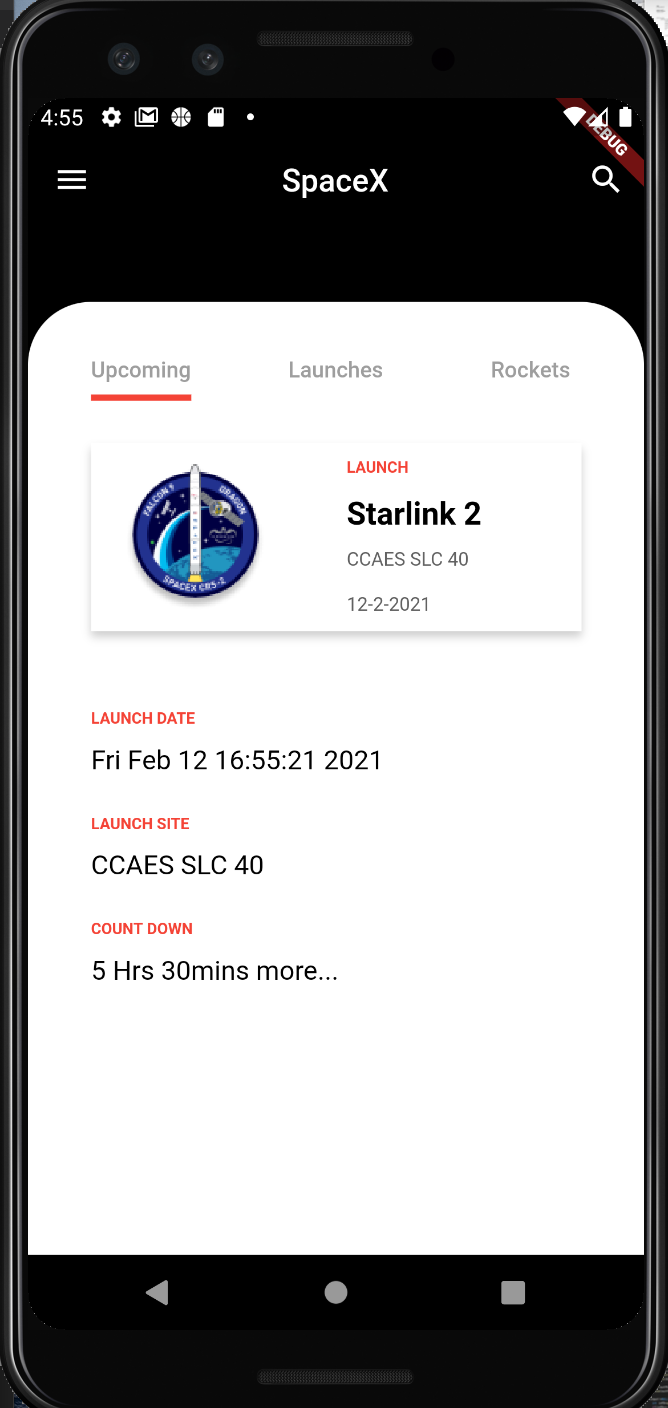 4:55
DEBUG
SpaceX
Upcoming Launches Rockets
FALCON 9 DRAGON
SPACEX CRS-2
LAUNCH
Starlink 2
CCAES SLC 40
12-2-2021
LAUNCH DATE
Fri Feb 12 16:55:21 2021
LAUNCH SITE
CCAES SLC 40
COUNT DOWN
5 Hrs 30mins more...